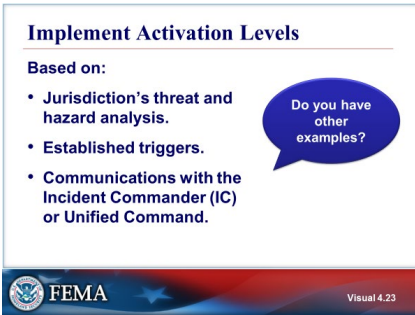 Implement Activation Levels
Based on:
• Jurisdiction's threat and
hazard analysis.
• Established triggers.
• Communications with the
Incident Commander (IC)
or Unified Command.
Do you have
other
examples?
FEMA
Visual 4.23